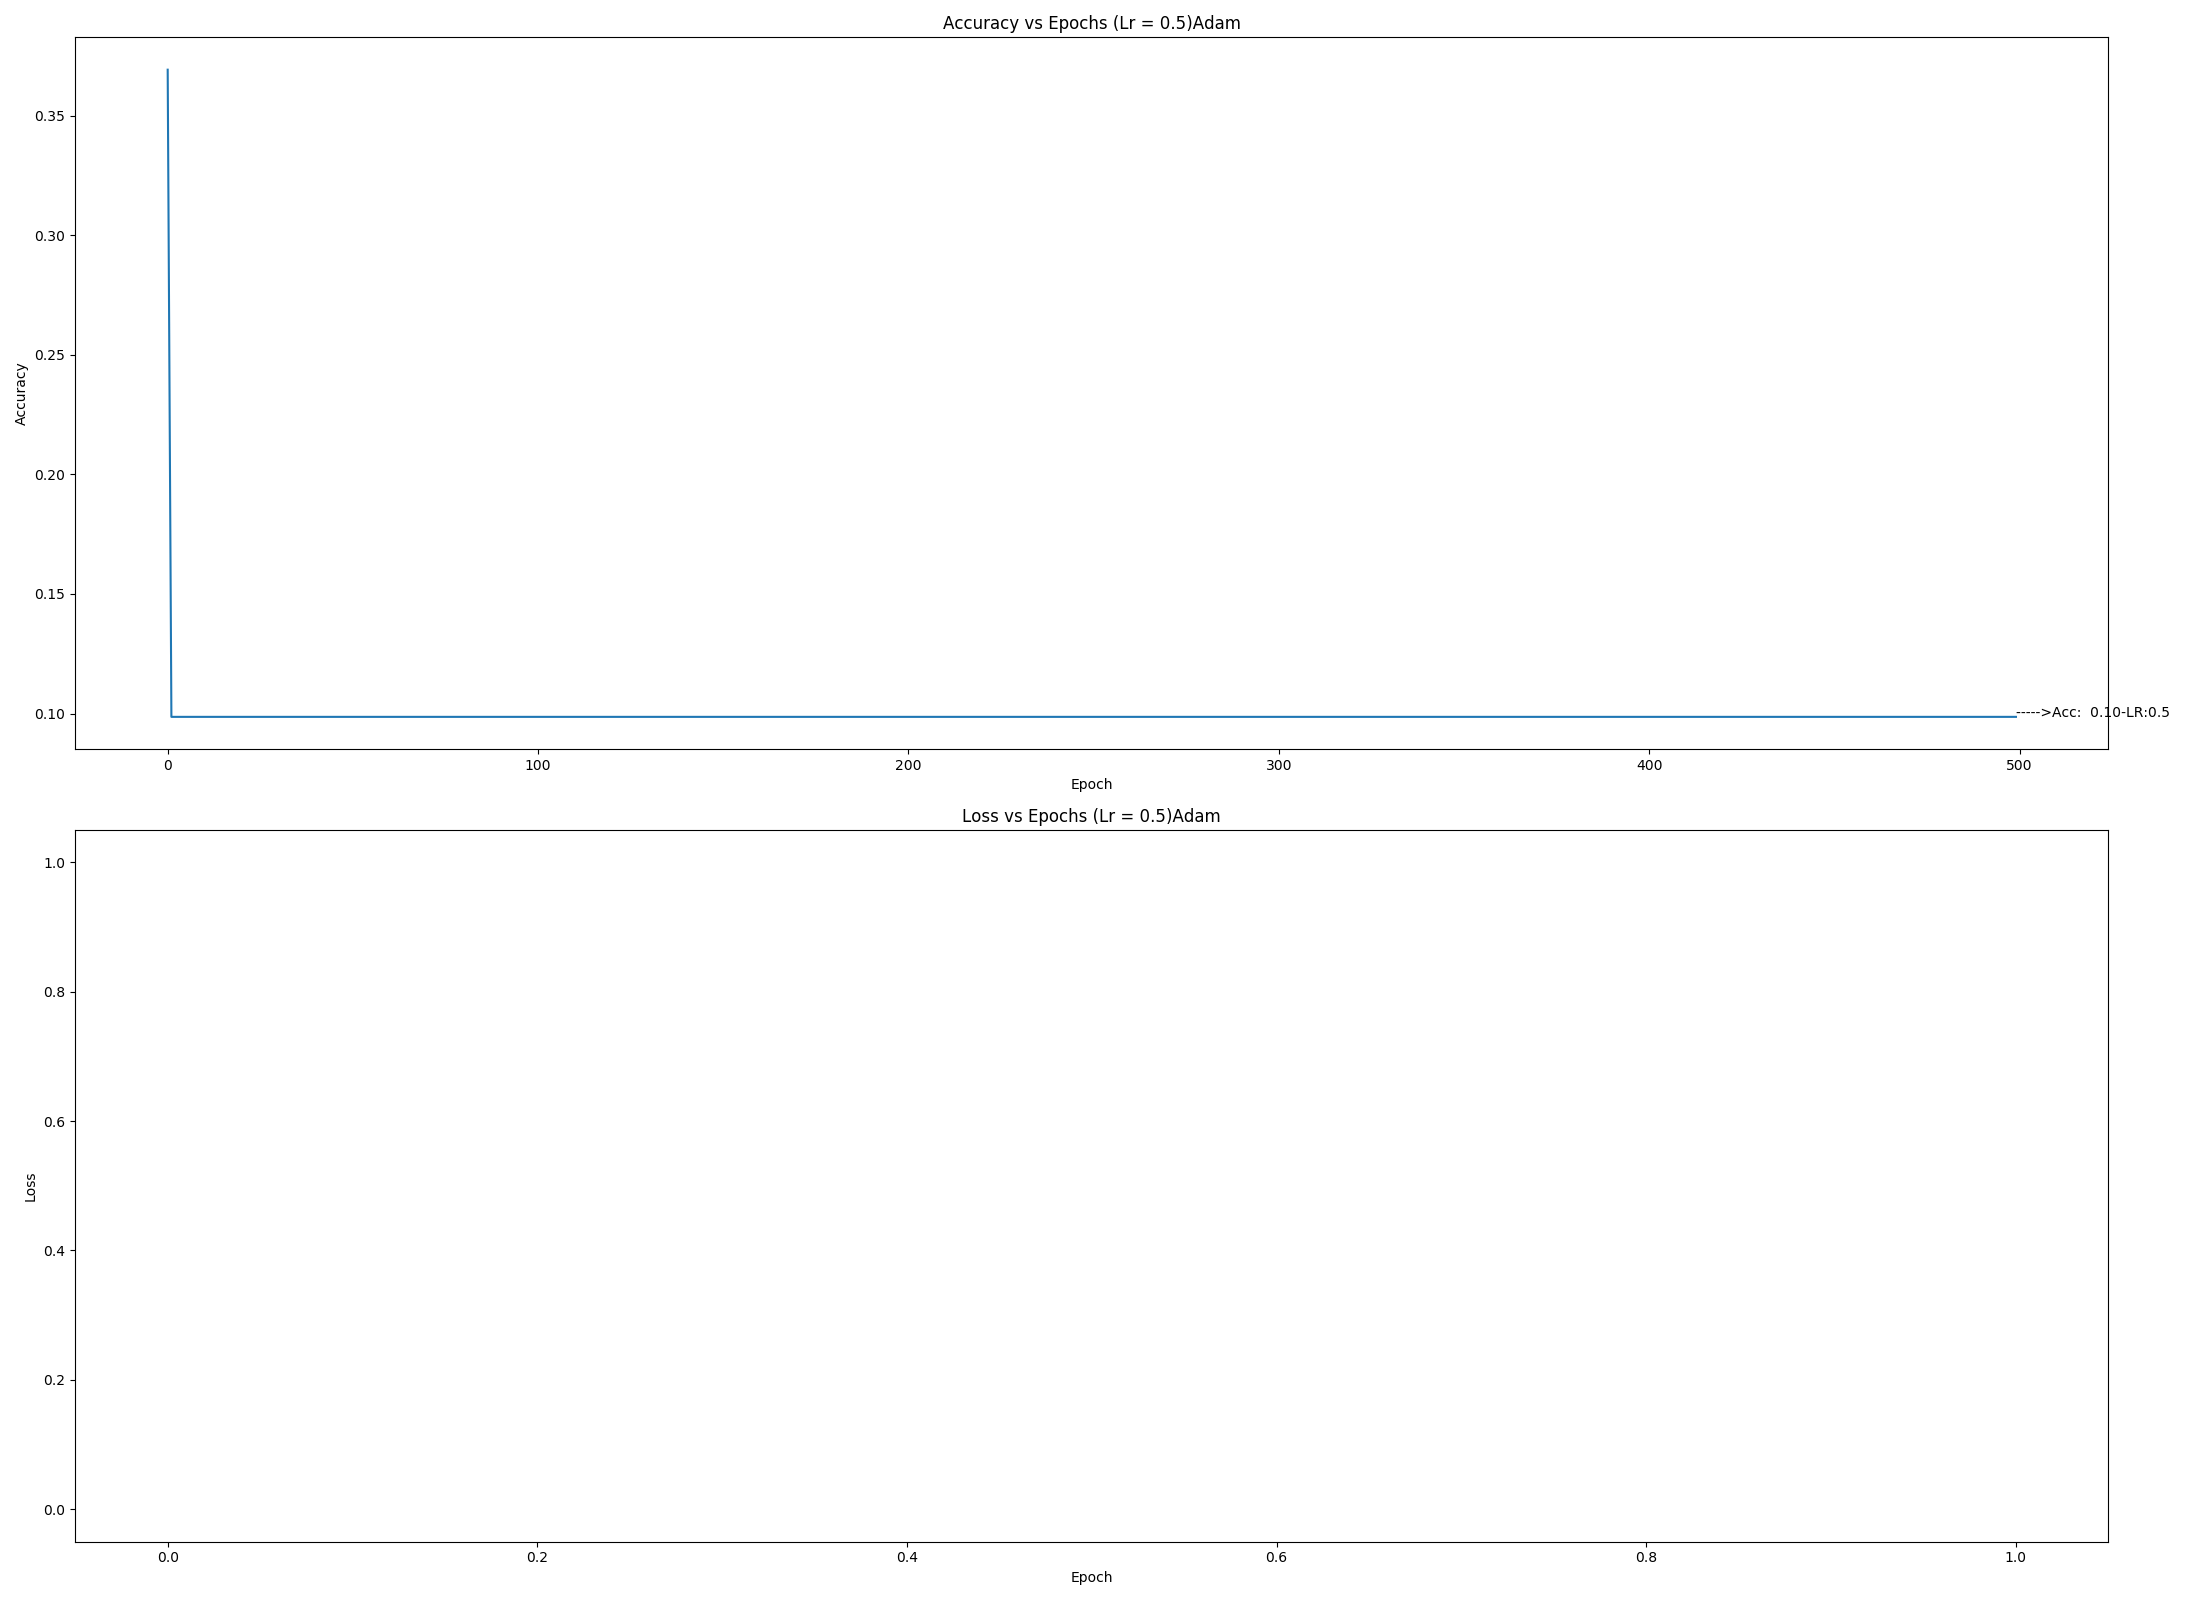 Accuracy vs Epochs (Lr = 0.5)Adam
0.35
0.30
0.25
0.20
0.15
0.10
Accuracy
----->Acc:  0.10-LR:0.5
0 100 200 300 400 500
Epoch
Loss vs Epochs (Lr = 0.5)Adam
1.0
0.8
0.6
0.4
0.2
0.0
Loss
0.0 0.2 0.4 0.6 0.8 1.0
Epoch